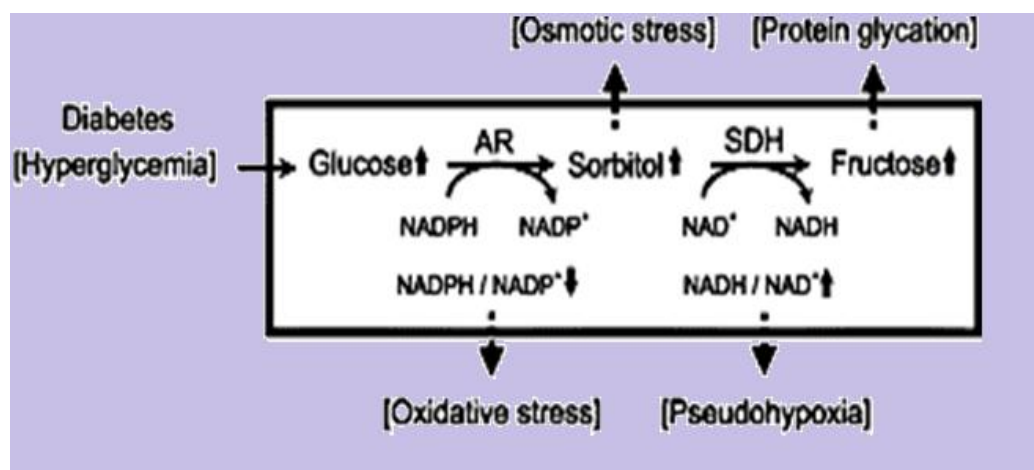 [Osmotic stress] [Protein glycation]
Diabetes
[Hyperglycemia]
AR SDH
Glucose Sorbitol Fructose
NADPH NADP⁺ NAD⁺ NADH
NADPH / NADP⁺ NADH / NAD⁺
[Oxidative stress] [Pseudohypoxia]